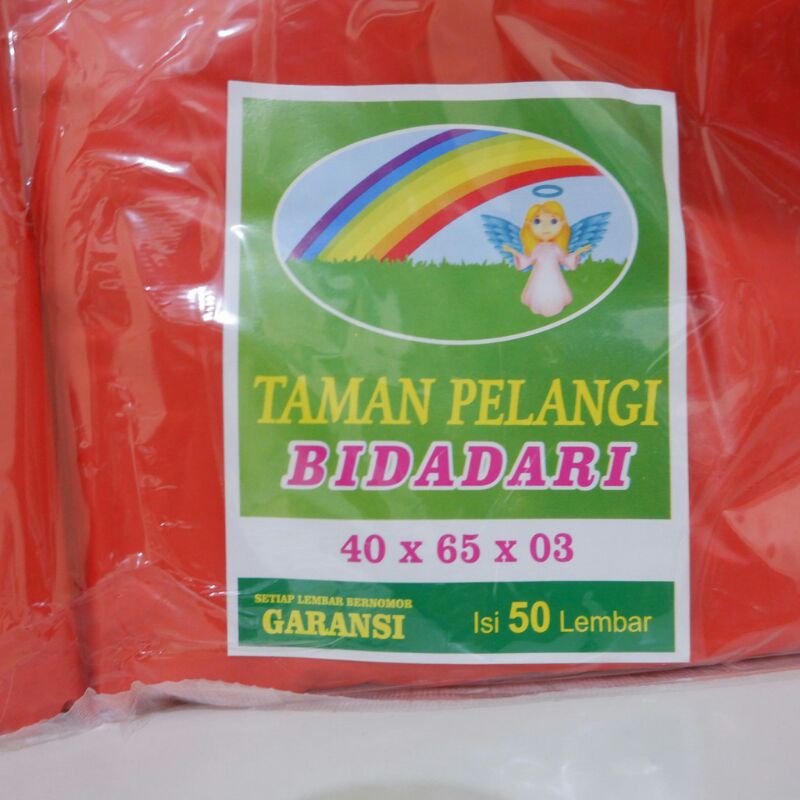 TAMAN PELANGI
BIDADARI
40 x 65 x 03
SETIAP LEMBAR BERNOMOR
GARANSI
Isi 50 Lembar